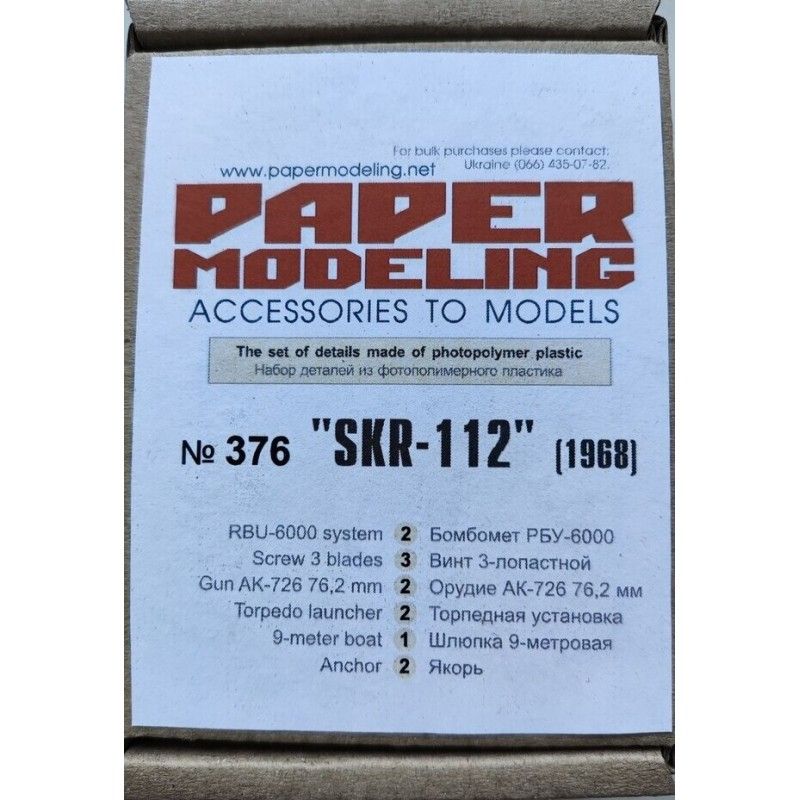 For bulk purchases please contact:
www.papermodeling.net Ukraine (066) 435-07-82.
PAPER
MODELING
ACCESSORIES TO MODELS
The set of details made of photopolymer plastic
Набор деталей из фотополимерного пластика
№ 376 "SKR-112" (1968)
RBU-6000 system 2 Бомбомет РБУ-6000
Screw 3 blades 3 Винт 3-лопастной
Gun AK-726 76,2 mm 2 Орудие АК-726 76,2 мм
Torpedo launcher 2 Торпедная установка
9-meter boat 1 Шлюпка 9-метровая
Anchor 2 Якорь